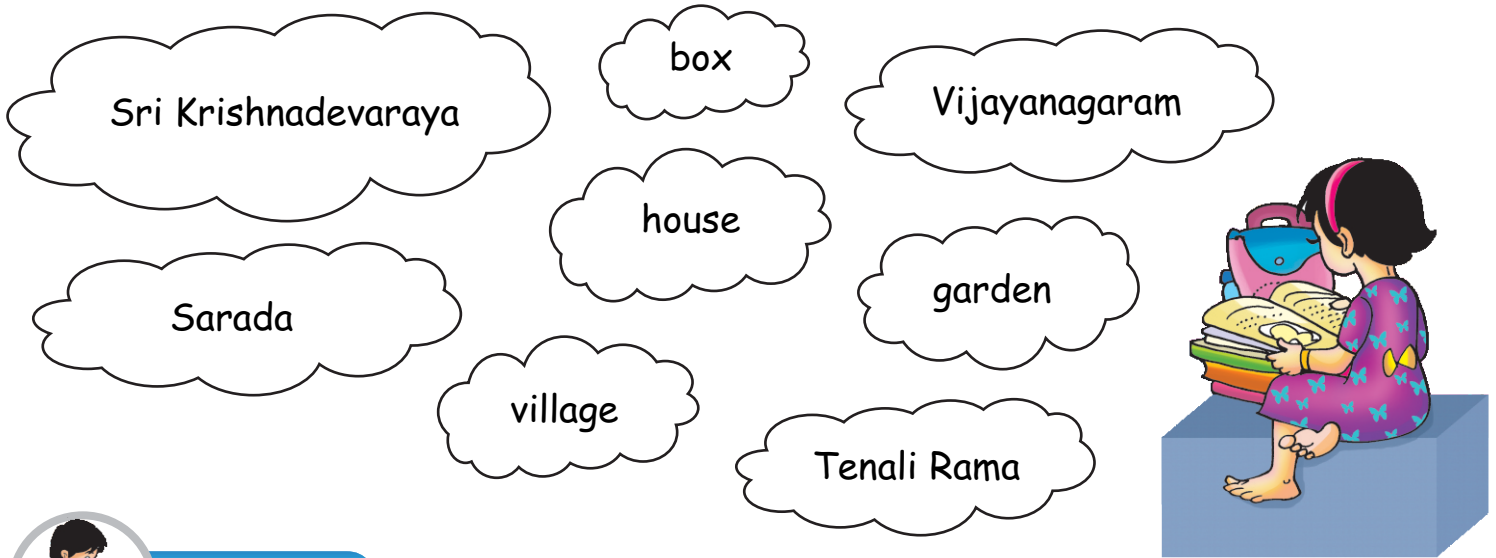 Sri Krishnadevaraya
box
Vijayanagaram
house
Sarada
garden
village
Tenali Rama